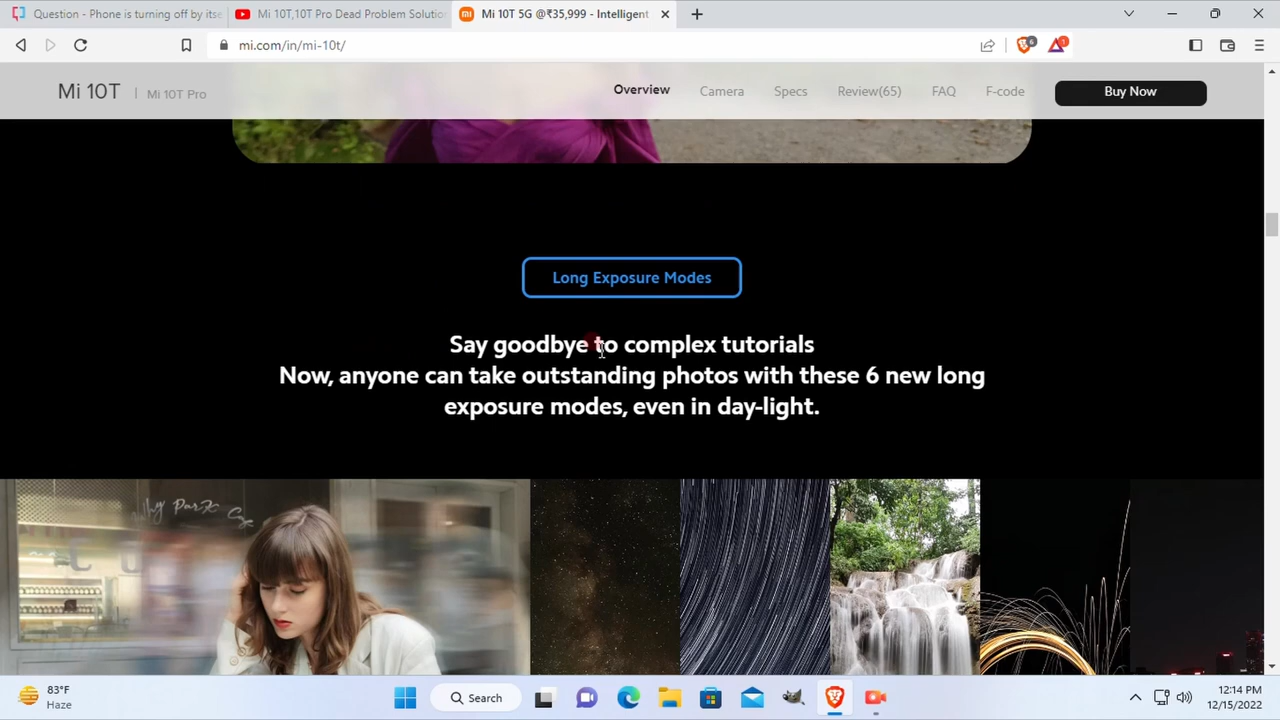 Question - Phone is turning off by itse
Mi 10T,10T Pro Dead Problem Solutio
Mi 10T 5G @₹35,999 - Intelligent
mi.com/in/mi-10t/
6
1
Mi 10T | Mi 10T Pro
Overview
Camera
Specs
Review(65)
FAQ
F-code
Buy Now
Long Exposure Modes
Say goodbye to complex tutorials
Now, anyone can take outstanding photos with these 6 new long
exposure modes, even in day-light.
83°F
Haze
Search
12:14 PM
12/15/2022